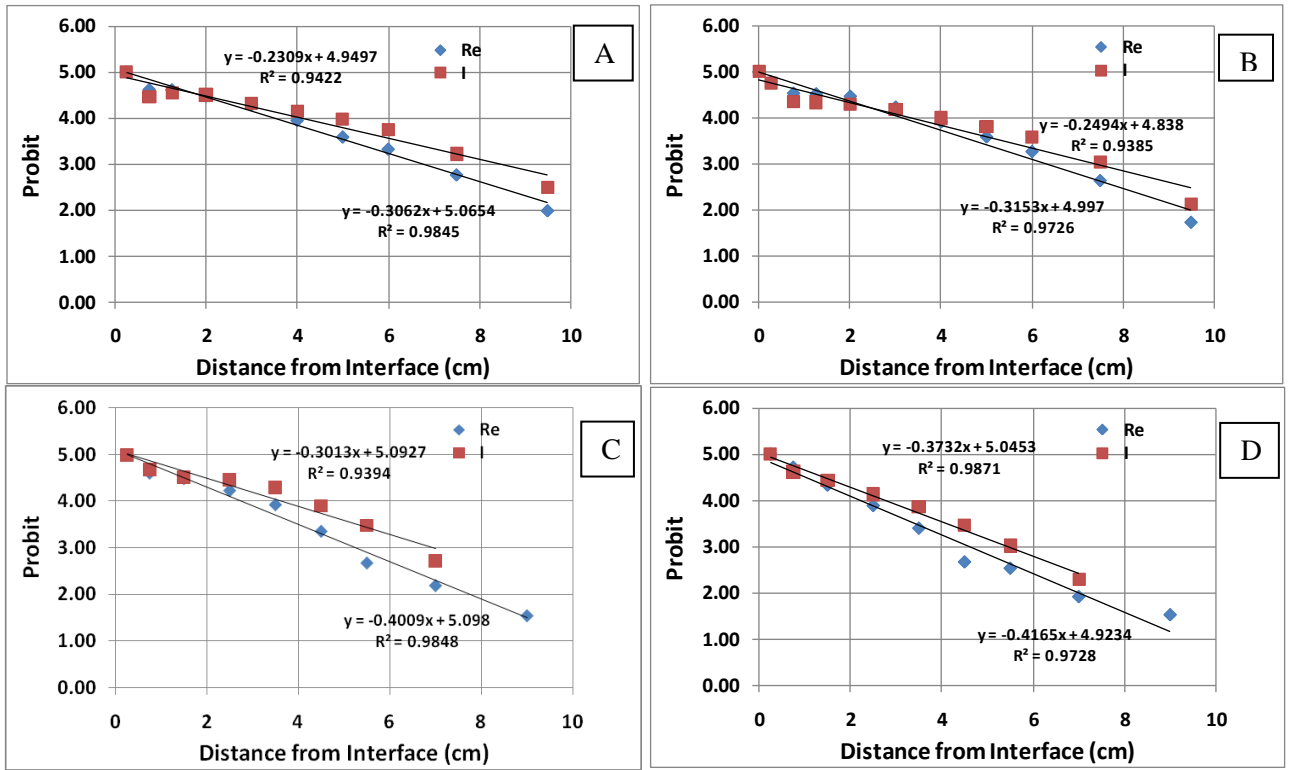 6.00
5.00
4.00
3.00
2.00
1.00
0.00
Probit
0 2 4 6 8 10
Distance from Interface (cm)
A
Re
I
y = -0.2309x + 4.9497
R² = 0.9422
y = -0.3062x + 5.0654
R² = 0.9845
6.00
5.00
4.00
3.00
2.00
1.00
0.00
Probit
0 2 4 6 8 10
Distance from Interface (cm)
B
Re
I
y = -0.2494x + 4.838
R² = 0.9385
y = -0.3153x + 4.997
R² = 0.9726
6.00
5.00
4.00
3.00
2.00
1.00
0.00
Probit
0 2 4 6 8 10
Distance from Interface (cm)
C
Re
I
y = -0.3013x + 5.0927
R² = 0.9394
y = -0.4009x + 5.098
R² = 0.9848
6.00
5.00
4.00
3.00
2.00
1.00
0.00
Probit
0 2 4 6 8 10
Distance from Interface (cm)
D
Re
I
y = -0.3732x + 5.0453
R² = 0.9871
y = -0.4165x + 4.9234
R² = 0.9728